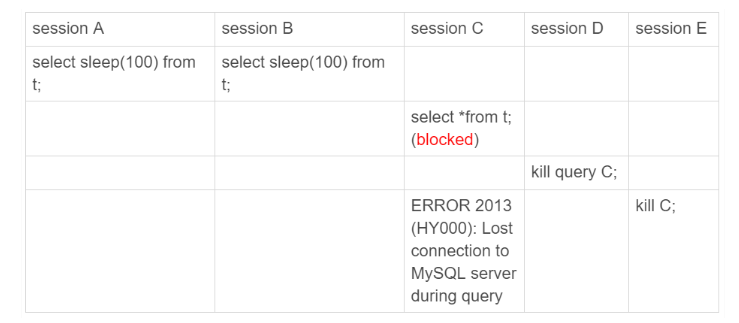 session A
session B
session C
session D
session E
select sleep(100) from
t;
select sleep(100) from
t;
select *from t;
(blocked)
kill query C;
ERROR 2013
(HY000): Lost
connection to
MySQL server
during query
kill C;